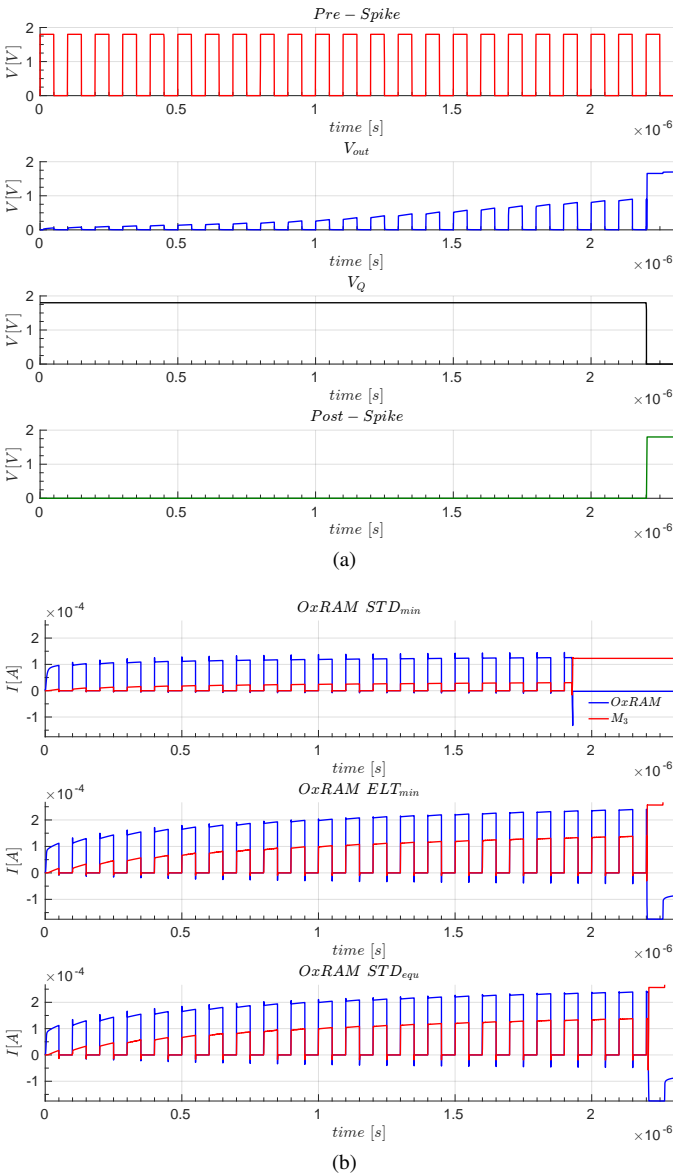 Pre − Spike
V[V]
2
1
0
0 0.5 1 1.5 2
time [s]
×10⁻⁶
V_out
V[V]
2
1
0
0 0.5 1 1.5 2
time [s]
×10⁻⁶
V_Q
V[V]
2
1
0
0 0.5 1 1.5 2
time [s]
×10⁻⁶
Post − Spike
V[V]
2
1
0
0 0.5 1 1.5 2
time [s]
×10⁻⁶
(a)
×10⁻⁴
OxRAM STD_min
I[A]
2
1
0
-1
OxRAM
M₃
0 0.5 1 1.5 2
time [s]
×10⁻⁶
×10⁻⁴
OxRAM ELT_min
I[A]
2
1
0
-1
0 0.5 1 1.5 2
time [s]
×10⁻⁶
×10⁻⁴
OxRAM STD_equ
I[A]
2
1
0
-1
0 0.5 1 1.5 2
time [s]
×10⁻⁶
(b)